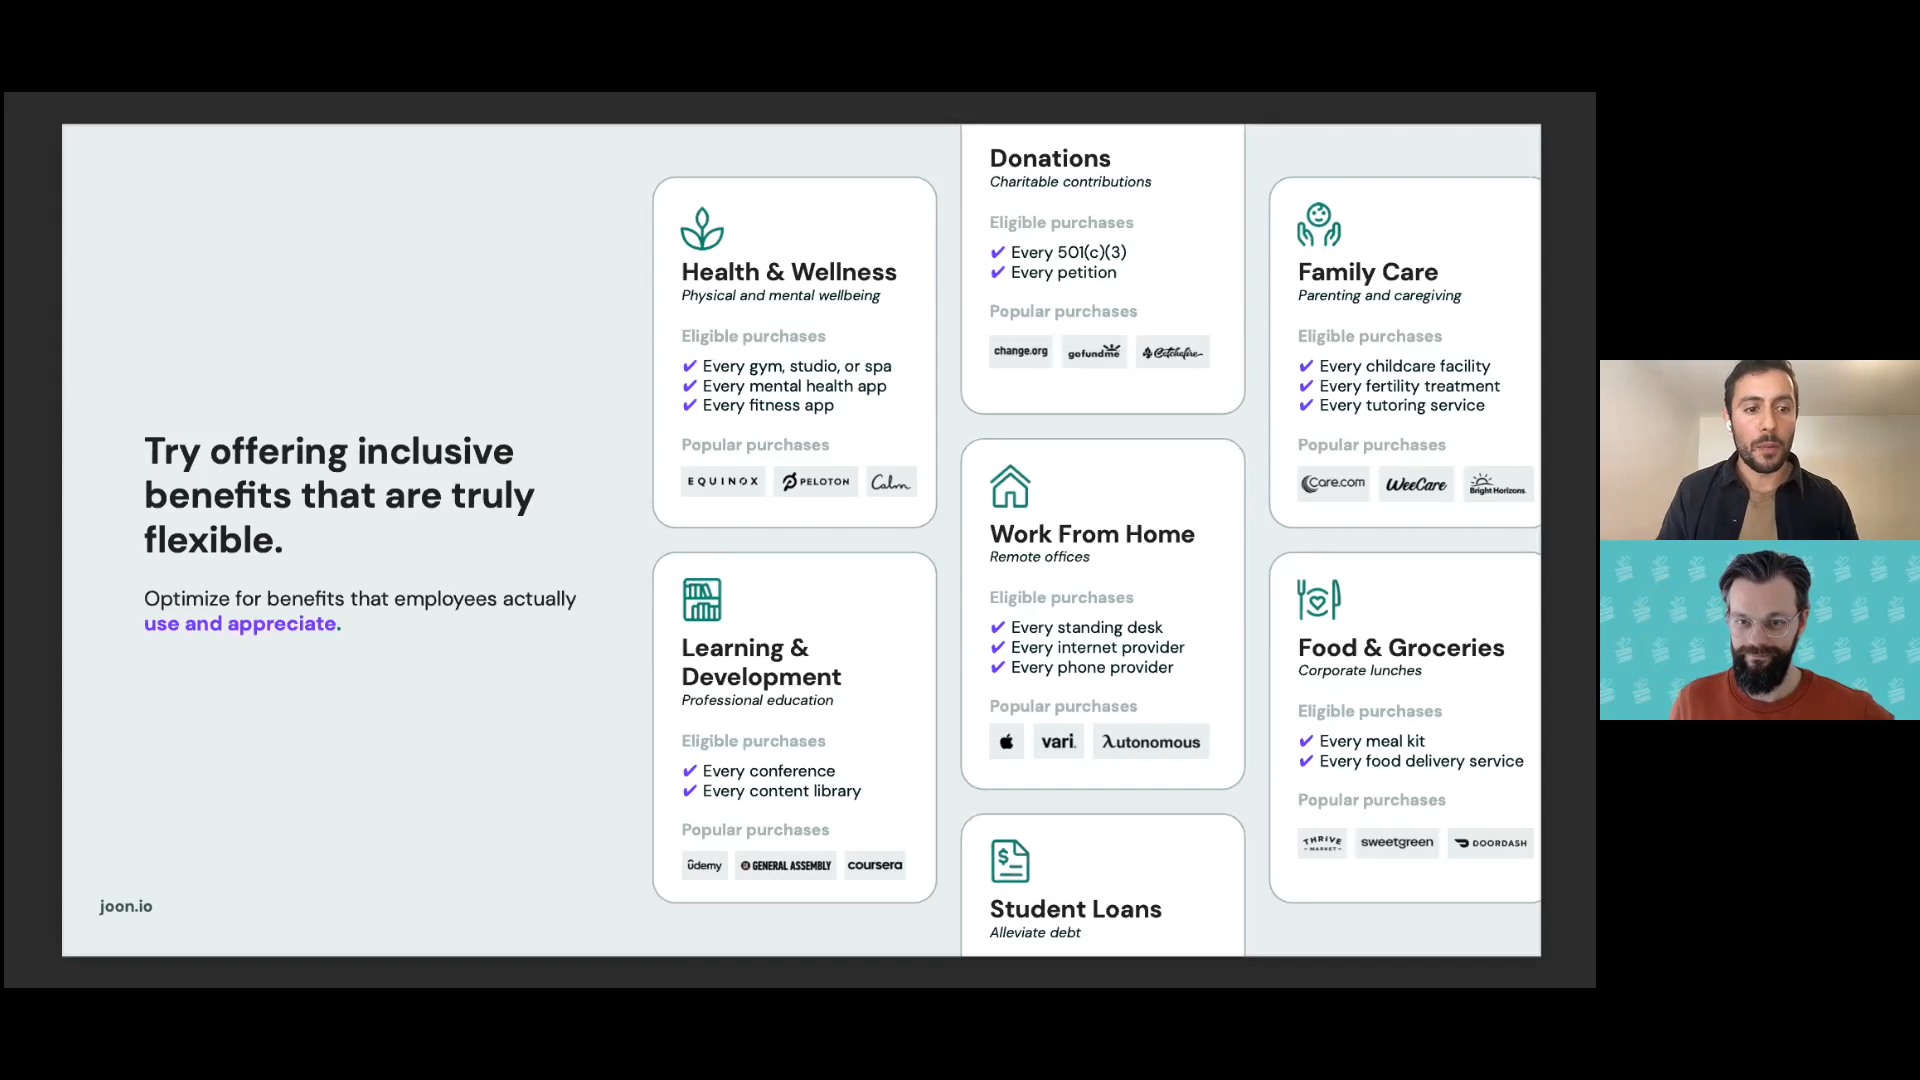 Try offering inclusive
benefits that are truly
flexible.
Optimize for benefits that employees actually
use and appreciate.
joon.io
Health & Wellness
Physical and mental wellbeing
Eligible purchases
✔ Every gym, studio, or spa
✔ Every mental health app
✔ Every fitness app
Popular purchases
EQUINOX PELOTON Calm
Learning &
Development
Professional education
Eligible purchases
✔ Every conference
✔ Every content library
Popular purchases
ûdemy GENERAL ASSEMBLY coursera
Donations
Charitable contributions
Eligible purchases
✔ Every 501(c)(3)
✔ Every petition
Popular purchases
change.org gofundme Catchafire
Work From Home
Remote offices
Eligible purchases
✔ Every standing desk
✔ Every internet provider
✔ Every phone provider
Popular purchases
vari. Autonomous
Student Loans
Alleviate debt
Family Care
Parenting and caregiving
Eligible purchases
✔ Every childcare facility
✔ Every fertility treatment
✔ Every tutoring service
Popular purchases
Care.com WeeCare Bright Horizons
Food & Groceries
Corporate lunches
Eligible purchases
✔ Every meal kit
✔ Every food delivery service
Popular purchases
THRIVE MARKET sweetgreen DOORDASH